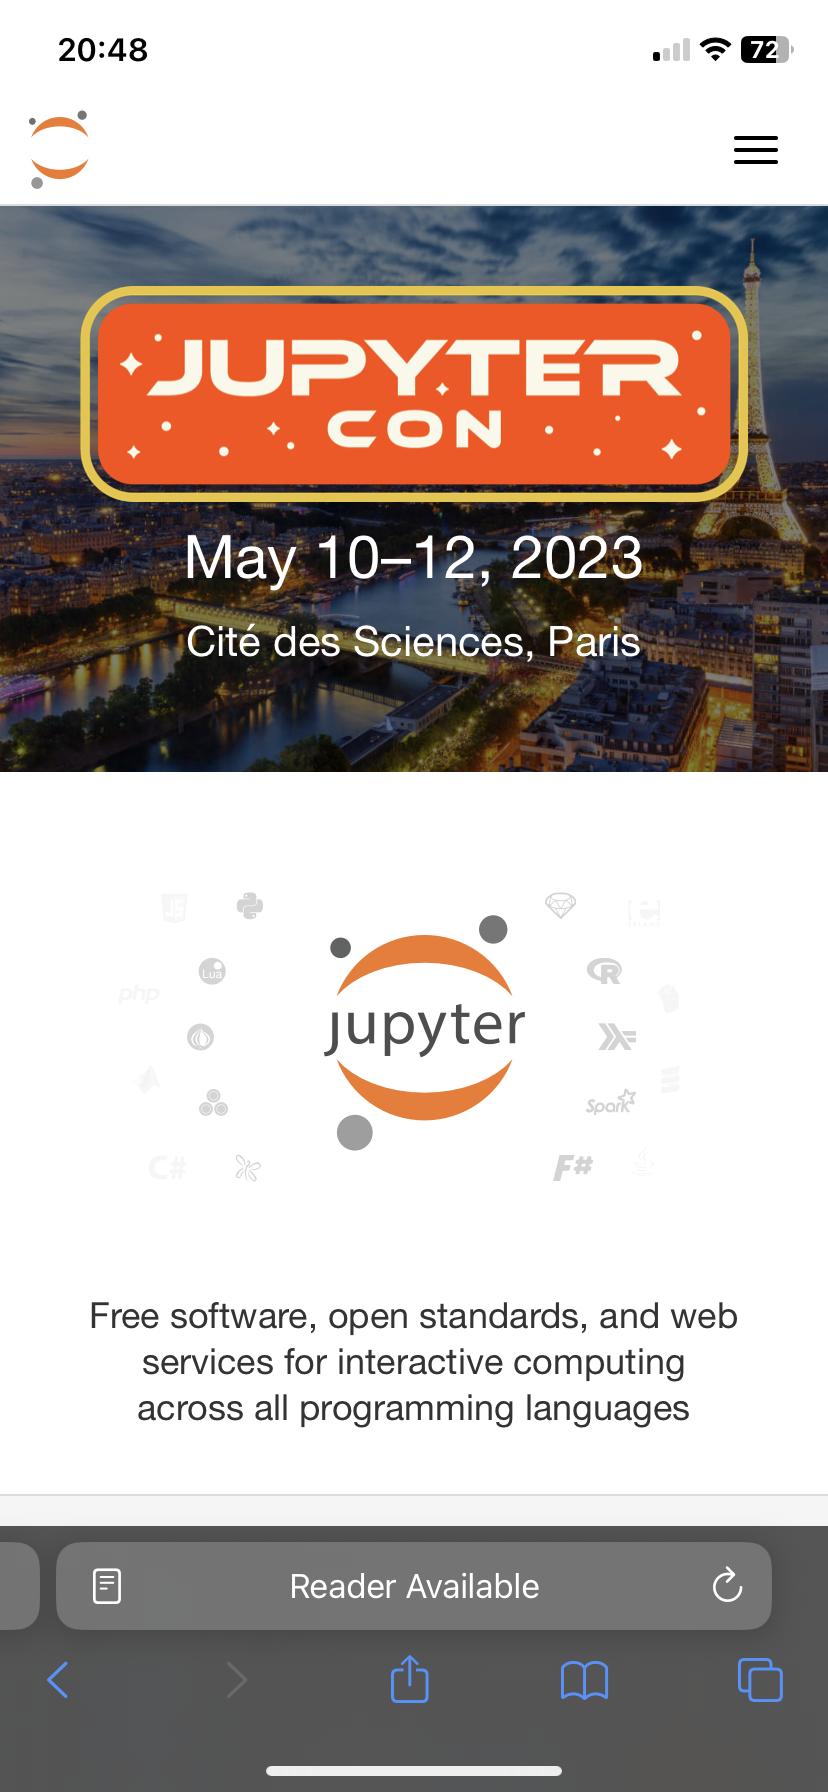 20:48
72
JUPYTER
CON
May 10–12, 2023
Cité des Sciences, Paris
JS
Lua
php
R
jupyter
Spark
C#
F#
Free software, open standards, and web
services for interactive computing
across all programming languages
Reader Available